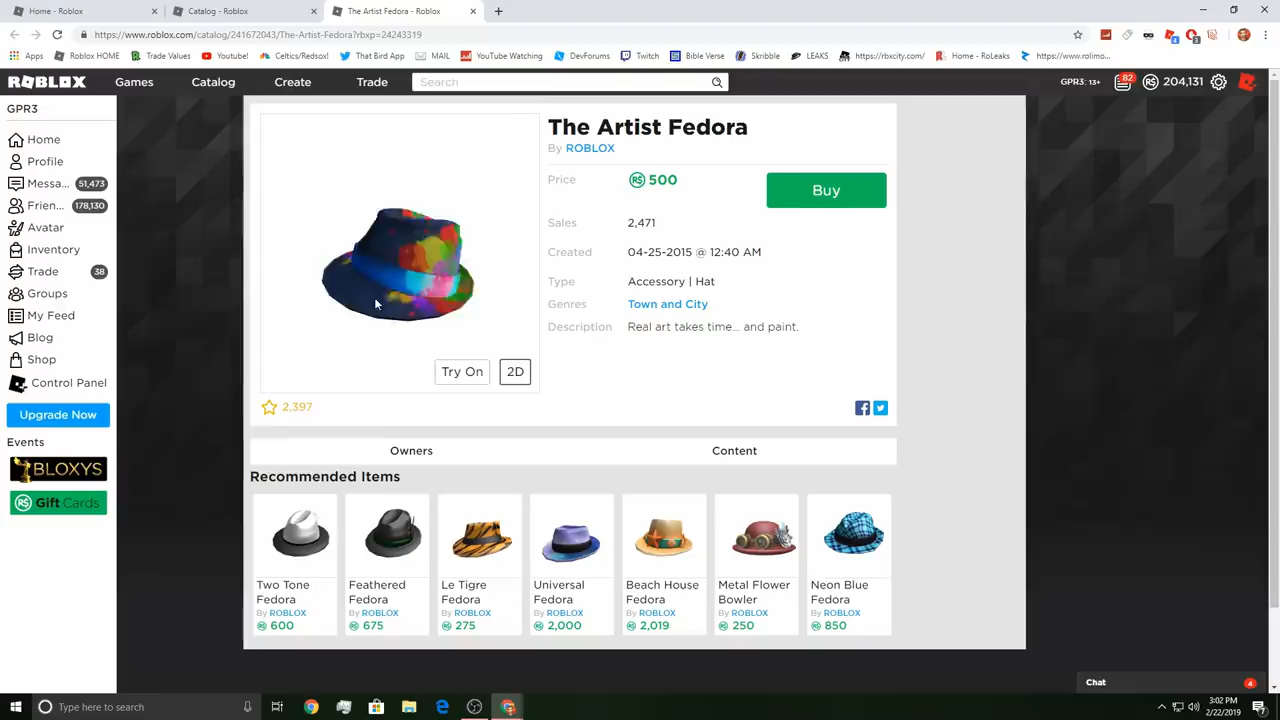 Home - Roblox
Catalog - Roblox
The Artist Fedora - Roblox
https://www.roblox.com/catalog/241672043/The-Artist-Fedora?rbxp=24243319
Apps
Roblox HOME
Trade Values
Youtube!
Celtics/Redsox!
That Bird App
MAIL
YouTube Watching
DevForums
Twitch
Bible Verse
Skribble
LEAKS
https://rbxcity.com/
Home - RoLeaks
https://www.rolimo...
ROBLOX
Games
Catalog
Create
Trade
Search
GPR3: 13+
82
204,131
GPR3
Home
Profile
Messa... 51,473
Frien... 178,130
Avatar
Inventory
Trade 38
Groups
My Feed
Blog
Shop
Control Panel
Upgrade Now
Events
BLOXYS
Gift Cards
The Artist Fedora
By ROBLOX
Price R$ 500
Buy
Sales 2,471
Created 04-25-2015 @ 12:40 AM
Type Accessory | Hat
Genres Town and City
Description Real art takes time... and paint.
Try On
2D
2,397
Owners
Content
Recommended Items
Two Tone
Fedora
By ROBLOX
600
Feathered
Fedora
By ROBLOX
675
Le Tigre
Fedora
By ROBLOX
275
Universal
Fedora
By ROBLOX
2,000
Beach House
Fedora
By ROBLOX
2,019
Metal Flower
Bowler
By ROBLOX
250
Neon Blue
Fedora
By ROBLOX
850
Chat 4
Type here to search
3:02 PM
2/22/2019